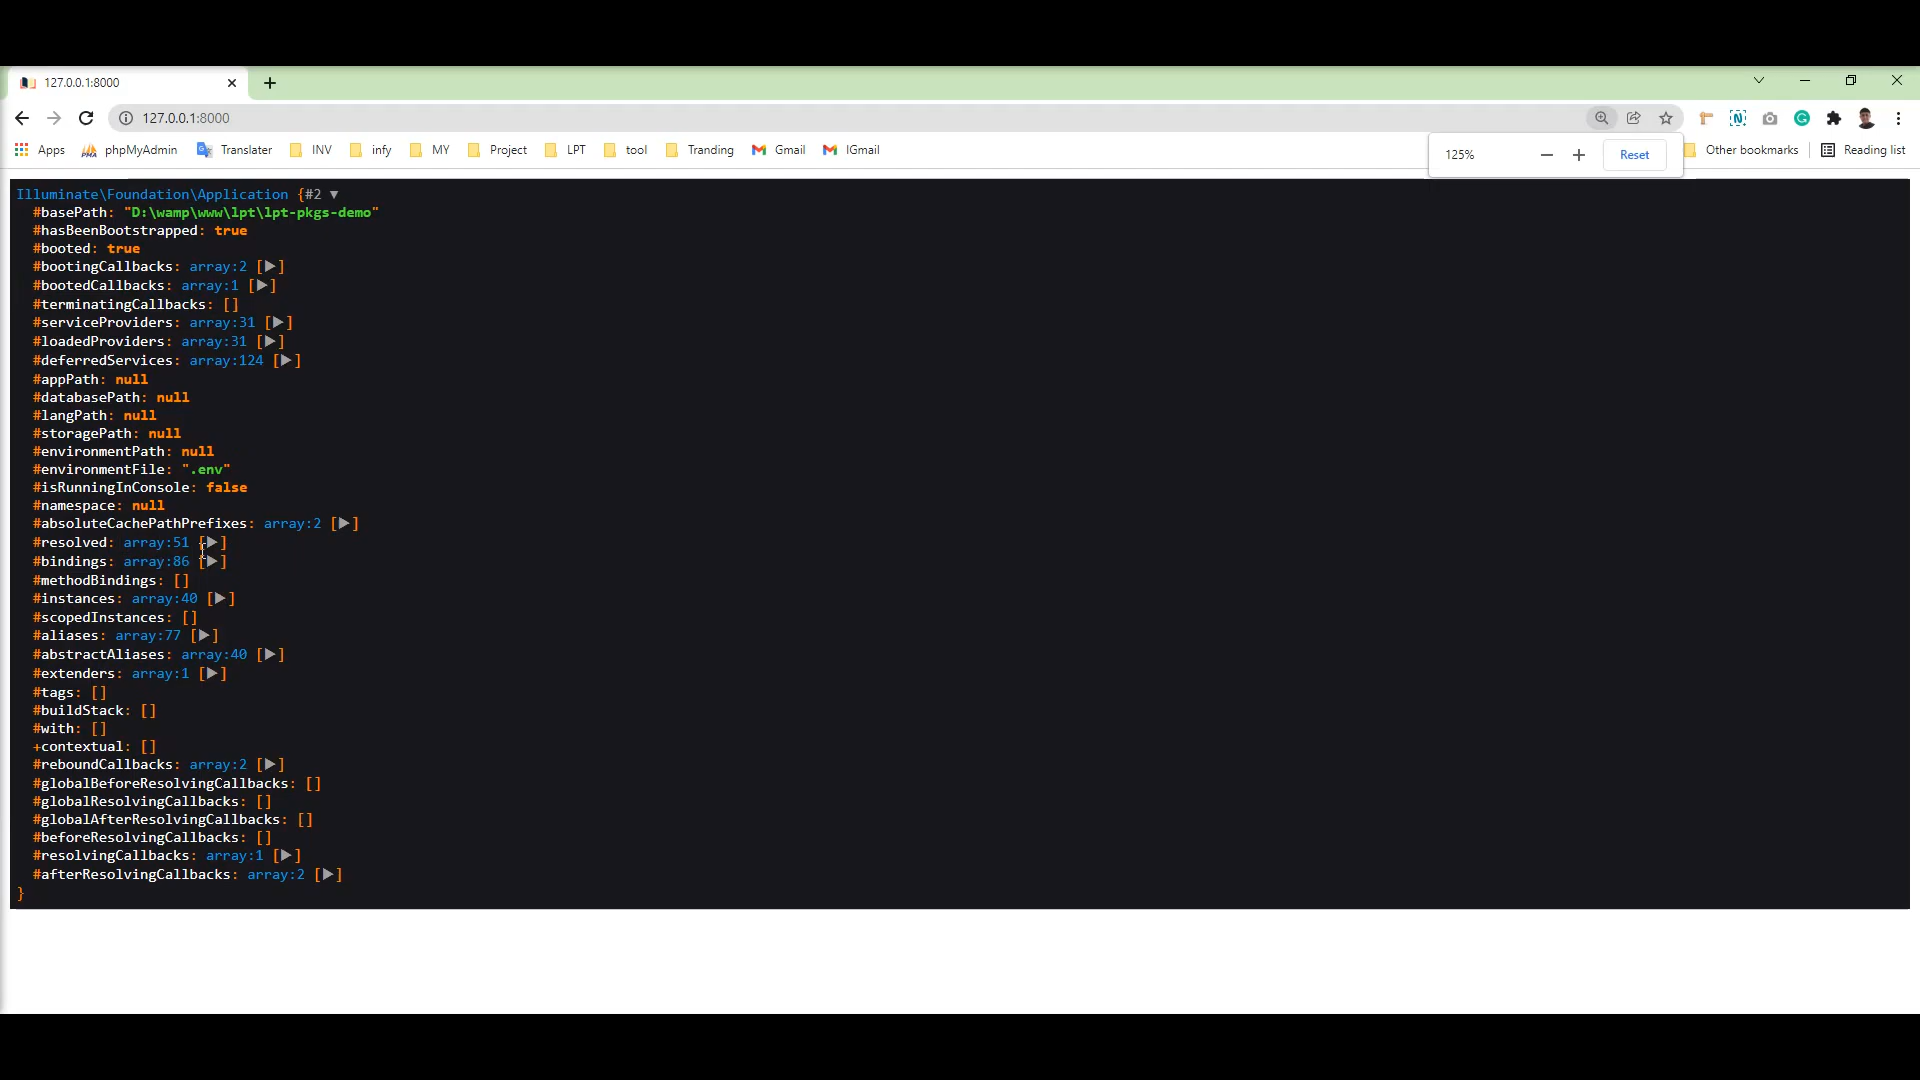 127.0.0.1:8000
127.0.0.1:8000
Apps phpMyAdmin Translater INV infy MY Project LPT tool Tranding Gmail IGmail Other bookmarks Reading list
125% Reset
Illuminate\Foundation\Application {#2 ▼
#basePath: "D:\wamp\www\lpt\lpt-pkgs-demo"
#hasBeenBootstrapped: true
#booted: true
#bootingCallbacks: array:2 [▶]
#bootedCallbacks: array:1 [▶]
#terminatingCallbacks: []
#serviceProviders: array:31 [▶]
#loadedProviders: array:31 [▶]
#deferredServices: array:124 [▶]
#appPath: null
#databasePath: null
#langPath: null
#storagePath: null
#environmentPath: null
#environmentFile: ".env"
#isRunningInConsole: false
#namespace: null
#absoluteCachePathPrefixes: array:2 [▶]
#resolved: array:51 [▶]
#bindings: array:86 [▶]
#methodBindings: []
#instances: array:40 [▶]
#scopedInstances: []
#aliases: array:77 [▶]
#abstractAliases: array:40 [▶]
#extenders: array:1 [▶]
#tags: []
#buildStack: []
#with: []
+contextual: []
#reboundCallbacks: array:2 [▶]
#globalBeforeResolvingCallbacks: []
#globalResolvingCallbacks: []
#globalAfterResolvingCallbacks: []
#beforeResolvingCallbacks: []
#resolvingCallbacks: array:1 [▶]
#afterResolvingCallbacks: array:2 [▶]
}